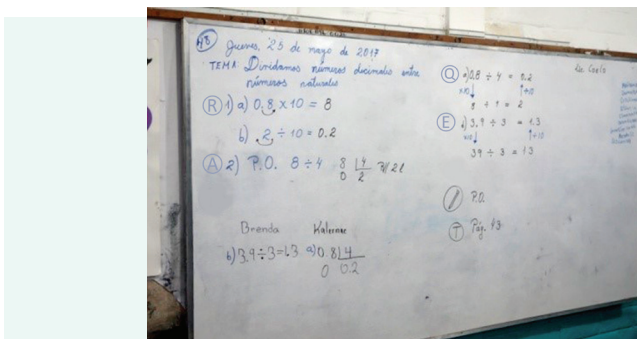 48
Jueves, 25 de mayo de 2017
TEMA: Dividamos números decimales entre
números naturales
R 1) a) 0.8 x 10 = 8
b) 2 ÷ 10 = 0.2
A 2) P.O. 8 ÷ 4 8 4
0 2 R/ 2 l
Brenda
b) 3.9 ÷ 3 = 1.3 a) 0.8 4
0 0.2
Q a) 0.8 ÷ 4 = 0.2
x10 ÷10
8 ÷ = 2
E b) 3.9 ÷ 3 = 1.3
x10 ÷10
39 ÷ 3 = 13
P.O.
T Pág. 43